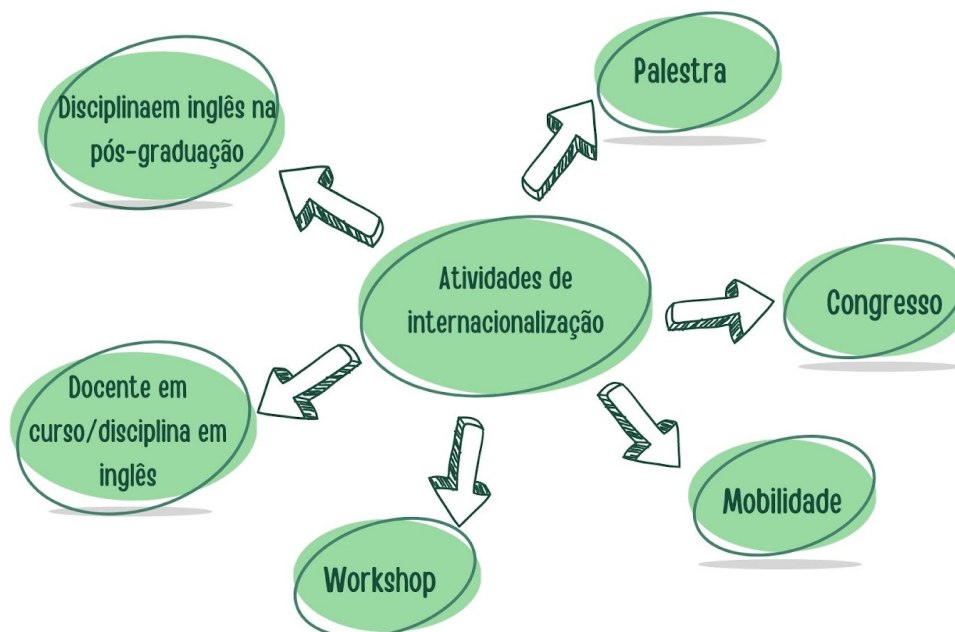 Disciplinaem inglês na
pós-graduação
Palestra
Atividades de
internacionalização
Congresso
Docente em
curso/disciplina em
inglês
Mobilidade
Workshop